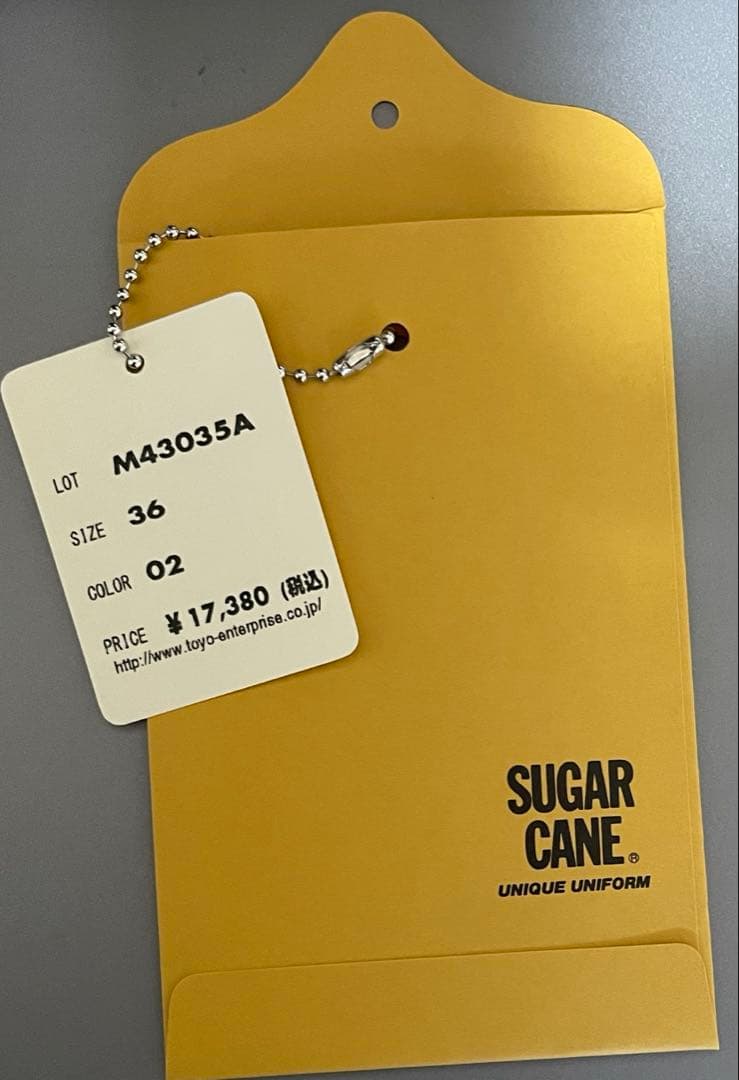 LOT M43035A
SIZE 36
COLOR 02
PRICE ¥17,380 (税込)
http://www.toyo-enterprise.co.jp/
SUGAR
CANE®
UNIQUE UNIFORM